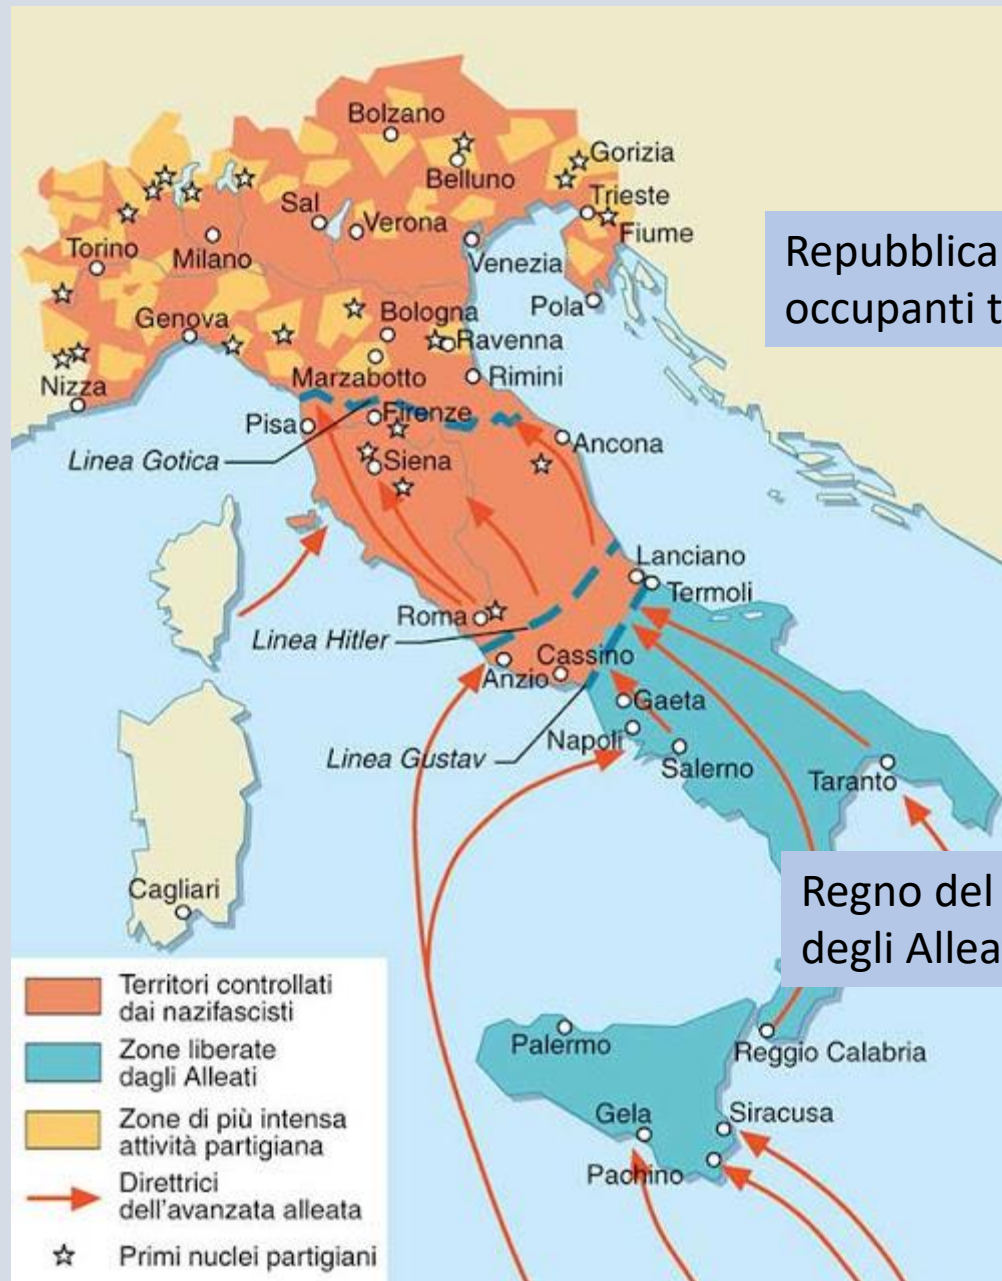 Bolzano
Gorizia
Belluno
Trieste
Sal
Verona
Fiume
Torino
Milano
Venezia
Repubblica
occupanti t
Pola
Genova
Bologna
Ravenna
Marzabotto
Rimini
Nizza
Pisa
Firenze
Ancona
Linea Gotica
Siena
Lanciano
Termoli
Roma
Linea Hitler
Cassino
Anzio
Gaeta
Napoli
Linea Gustav
Salerno
Taranto
Regno del
degli Allea
Cagliari
Territori controllati
dai nazifascisti
Zone liberate
dagli Alleati
Zone di più intensa
attività partigiana
Direttrici
dell'avanzata alleata
Primi nuclei partigiani
Palermo
Reggio Calabria
Gela
Siracusa
Pachino